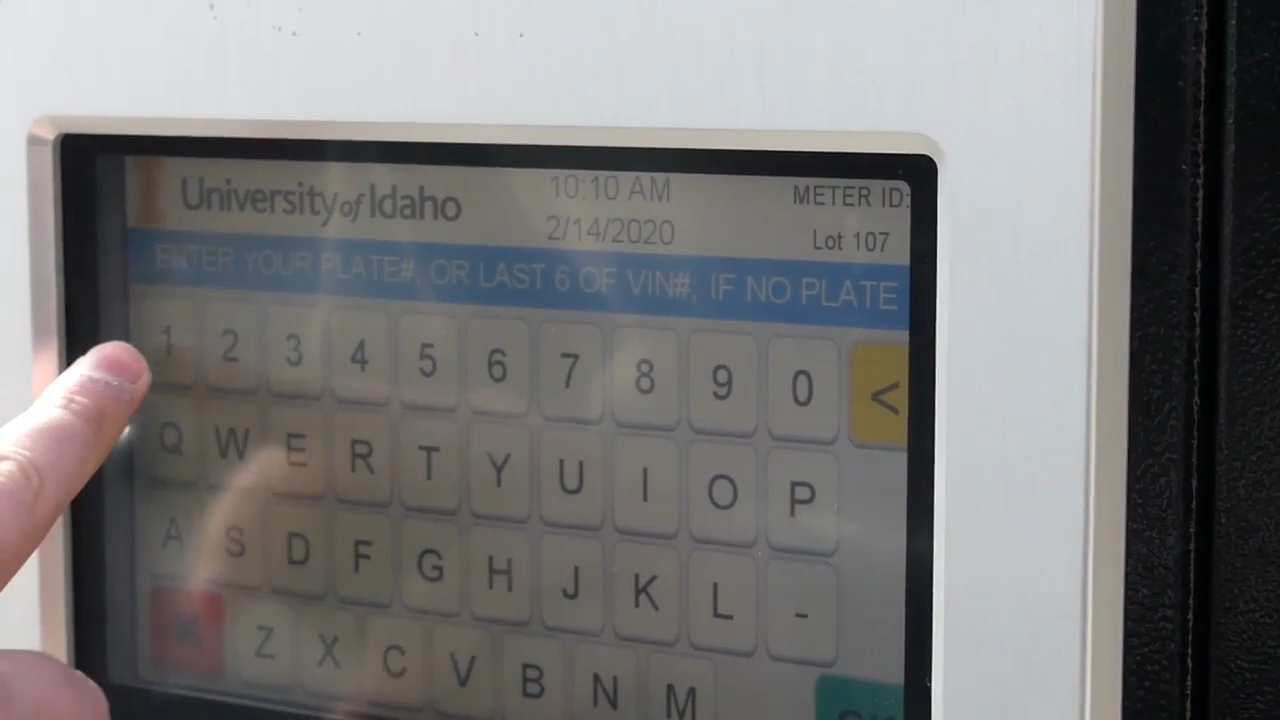 University of Idaho
10:10 AM
2/14/2020
METER ID:
Lot 107
ENTER YOUR PLATE#, OR LAST 6 OF VIN#, IF NO PLATE
1 2 3 4 5 6 7 8 9 0 <
Q W E R T Y U I O P
A S D F G H J K L -
Z X C V B N M